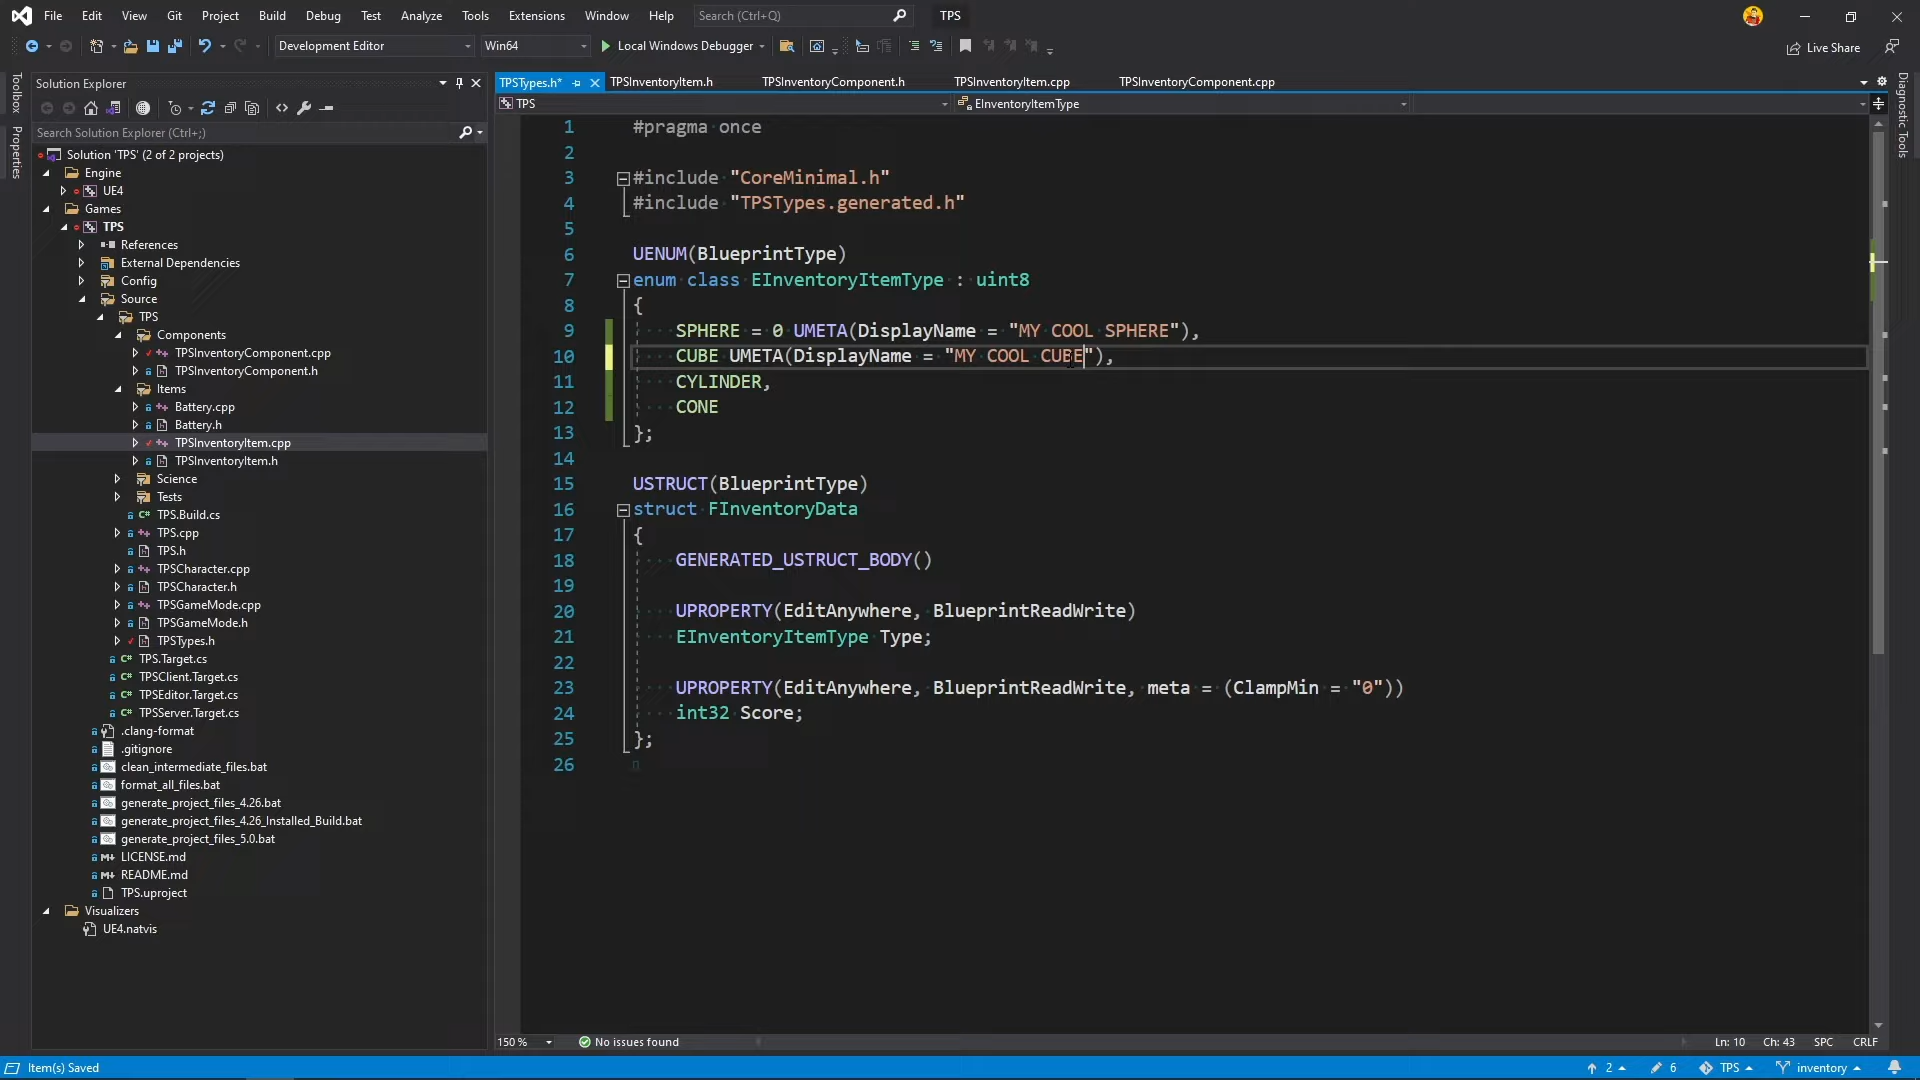 File Edit View Git Project Build Debug Test Analyze Tools Extensions Window Help Search (Ctrl+Q) TPS
Development Editor Win64 Local Windows Debugger Live Share
Toolbox
Properties
Solution Explorer
Search Solution Explorer (Ctrl+;)
Solution 'TPS' (2 of 2 projects)
Engine
UE4
Games
TPS
References
External Dependencies
Config
Source
TPS
Components
TPSInventoryComponent.cpp
TPSInventoryComponent.h
Items
Battery.cpp
Battery.h
TPSInventoryItem.cpp
TPSInventoryItem.h
Science
Tests
TPS.Build.cs
TPS.cpp
TPS.h
TPSCharacter.cpp
TPSCharacter.h
TPSGameMode.cpp
TPSGameMode.h
TPSTypes.h
TPS.Target.cs
TPSClient.Target.cs
TPSEditor.Target.cs
TPSServer.Target.cs
.clang-format
.gitignore
clean_intermediate_files.bat
format_all_files.bat
generate_project_files_4.26.bat
generate_project_files_4.26_Installed_Build.bat
generate_project_files_5.0.bat
LICENSE.md
README.md
TPS.uproject
Visualizers
UE4.natvis
TPSTypes.h* TPSInventoryItem.h TPSInventoryComponent.h TPSInventoryItem.cpp TPSInventoryComponent.cpp
TPS EInventoryItemType
1 #pragma once
2
3 #include "CoreMinimal.h"
4 #include "TPSTypes.generated.h"
5
6 UENUM(BlueprintType)
7 enum class EInventoryItemType : uint8
8 {
9 SPHERE = 0 UMETA(DisplayName = "MY COOL SPHERE"),
10 CUBE UMETA(DisplayName = "MY COOL CUBE"),
11 CYLINDER,
12 CONE
13 };
14
15 USTRUCT(BlueprintType)
16 struct FInventoryData
17 {
18 GENERATED_USTRUCT_BODY()
19
20 UPROPERTY(EditAnywhere, BlueprintReadWrite)
21 EInventoryItemType Type;
22
23 UPROPERTY(EditAnywhere, BlueprintReadWrite, meta = (ClampMin = "0"))
24 int32 Score;
25 };
26
Diagnostic Tools
150 % No issues found Ln: 10 Ch: 43 SPC CRLF
Item(s) Saved 2 6 TPS inventory